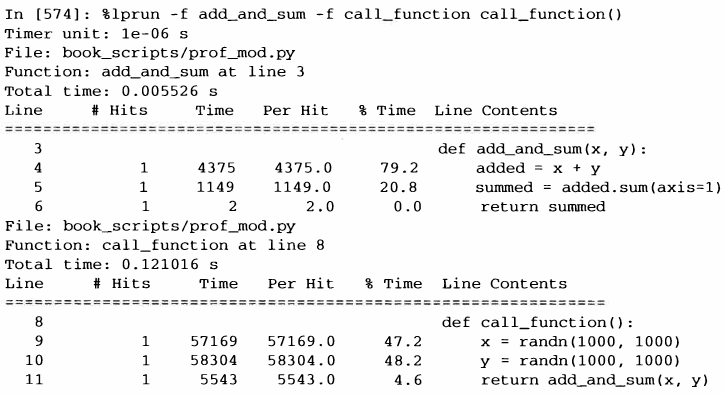 In [574]: %lprun -f add_and_sum -f call_function call_function()
Timer unit: 1e-06 s
File: book_scripts/prof_mod.py
Function: add_and_sum at line 3
Total time: 0.005526 s
Line # Hits Time Per Hit % Time Line Contents
==============================================================
3 def add_and_sum(x, y):
4 1 4375 4375.0 79.2 added = x + y
5 1 1149 1149.0 20.8 summed = added.sum(axis=1)
6 1 2 2.0 0.0 return summed
File: book_scripts/prof_mod.py
Function: call_function at line 8
Total time: 0.121016 s
Line # Hits Time Per Hit % Time Line Contents
==============================================================
8 def call_function():
9 1 57169 57169.0 47.2 x = randn(1000, 1000)
10 1 58304 58304.0 48.2 y = randn(1000, 1000)
11 1 5543 5543.0 4.6 return add_and_sum(x, y)